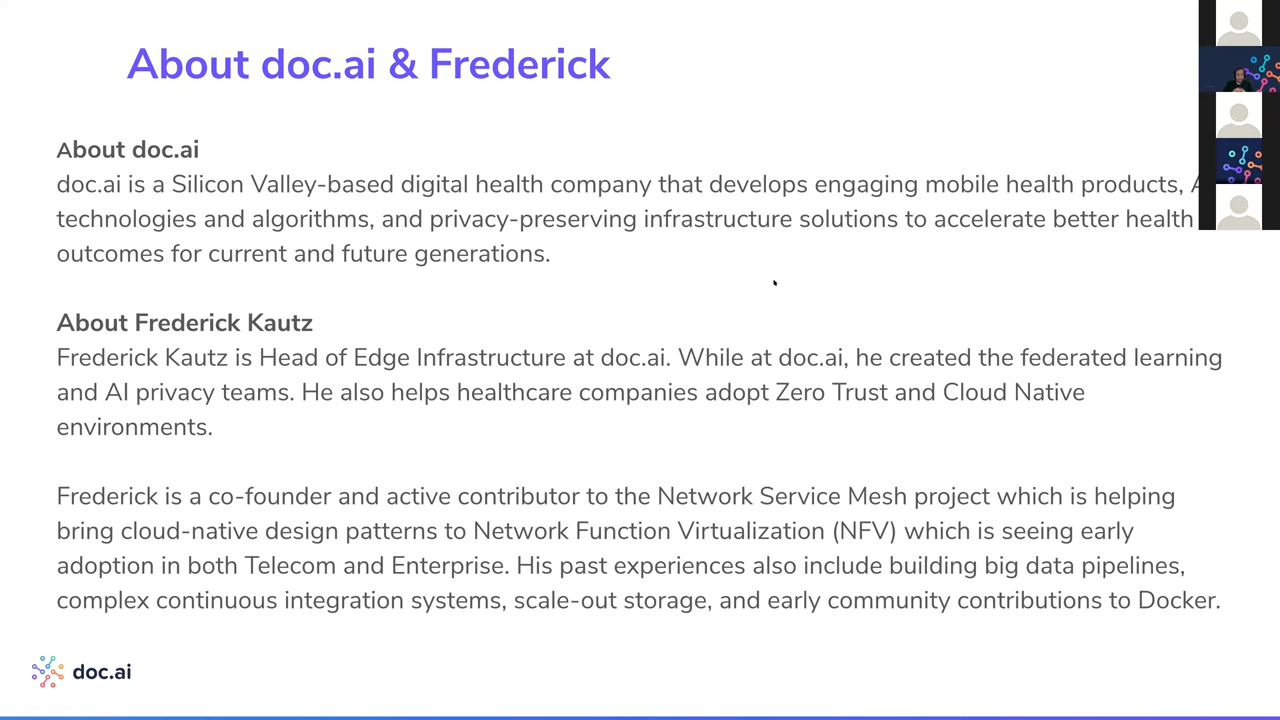 About doc.ai & Frederick
About doc.ai
doc.ai is a Silicon Valley-based digital health company that develops engaging mobile health products,
technologies and algorithms, and privacy-preserving infrastructure solutions to accelerate better health
outcomes for current and future generations.
About Frederick Kautz
Frederick Kautz is Head of Edge Infrastructure at doc.ai. While at doc.ai, he created the federated learning
and AI privacy teams. He also helps healthcare companies adopt Zero Trust and Cloud Native
environments.
Frederick is a co-founder and active contributor to the Network Service Mesh project which is helping
bring cloud-native design patterns to Network Function Virtualization (NFV) which is seeing early
adoption in both Telecom and Enterprise. His past experiences also include building big data pipelines,
complex continuous integration systems, scale-out storage, and early community contributions to Docker.
doc.ai